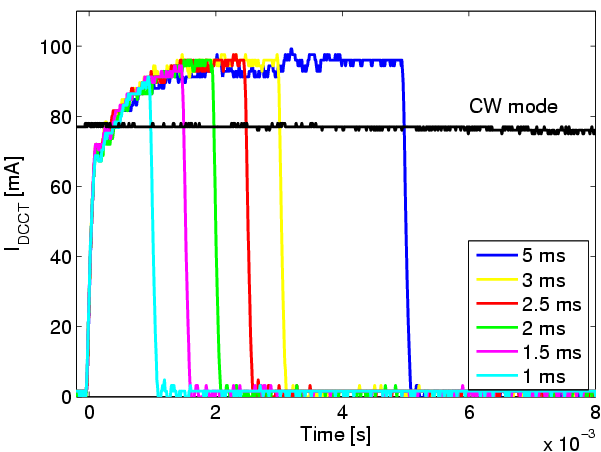 100
80
60
40
20
0
I_DCCT [mA]
CW mode
5 ms
3 ms
2.5 ms
2 ms
1.5 ms
1 ms
0 2 4 6 8
Time [s]
x 10⁻³